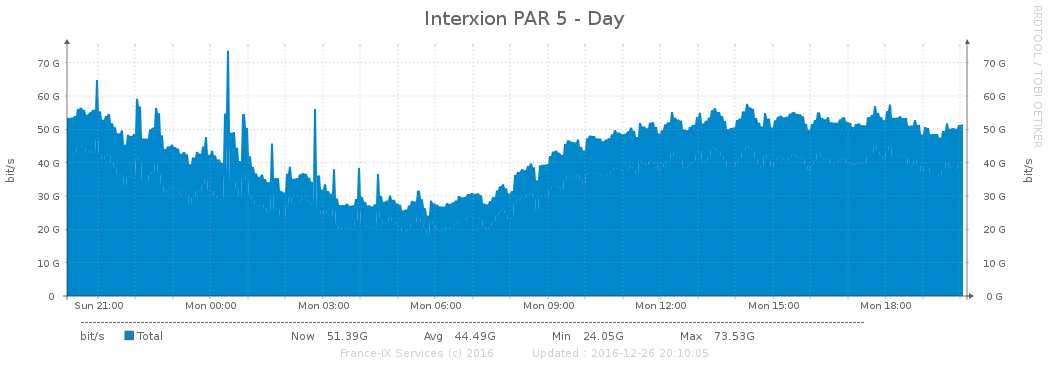 Interxion PAR 5 - Day
RRDTOOL / TOBI OETIKER
bit/s
70 G 70 G
60 G 60 G
50 G 50 G
40 G 40 G
30 G 30 G
20 G 20 G
10 G 10 G
0 0 G
bit/s
Sun 21:00 Mon 00:00 Mon 03:00 Mon 06:00 Mon 09:00 Mon 12:00 Mon 15:00 Mon 18:00
bit/s Total Now 51.39G Avg 44.49G Min 24.05G Max 73.53G
France-IX Services (c) 2016 Updated : 2016-12-26 20:10:05